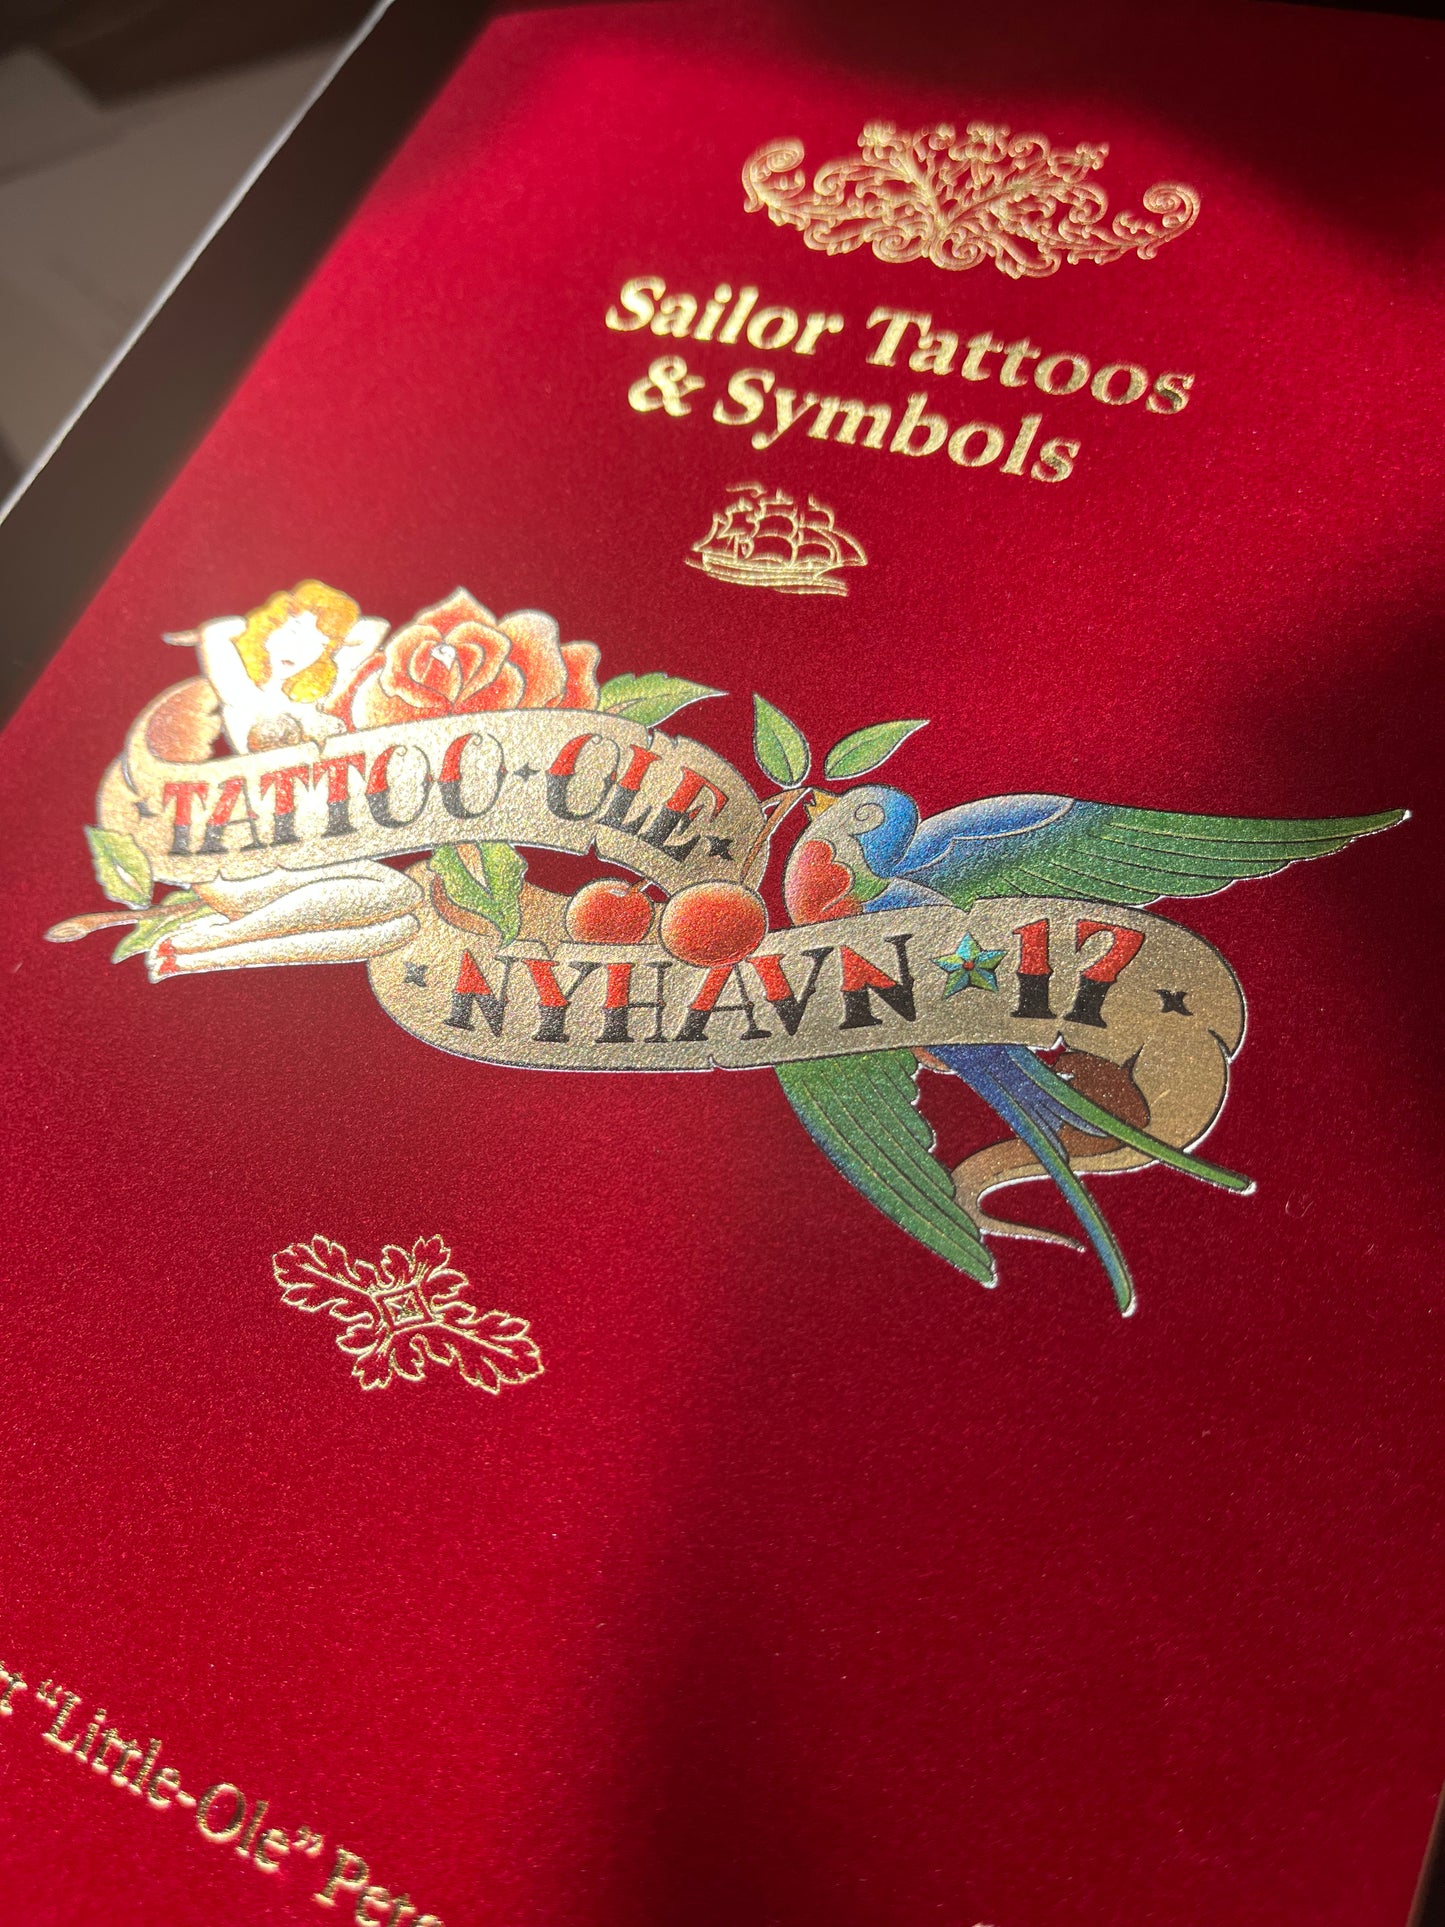 Sailor Tattoos
& Symbols
TATTOO · OLE
NYHAVN 17
“Little-Ole”